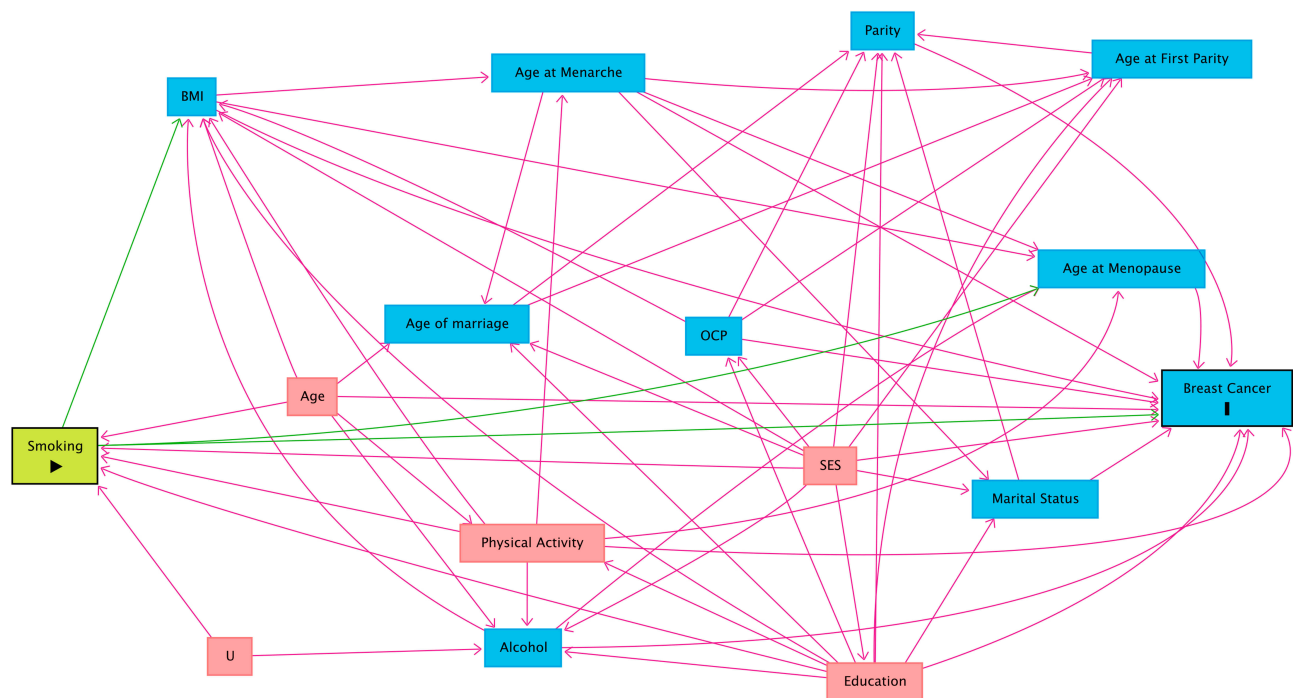 Parity
Age at Menarche
Age at First Parity
BMI
Age at Menopause
Age of marriage
OCP
Breast Cancer
Age
Smoking
SES
Marital Status
Physical Activity
U
Alcohol
Education